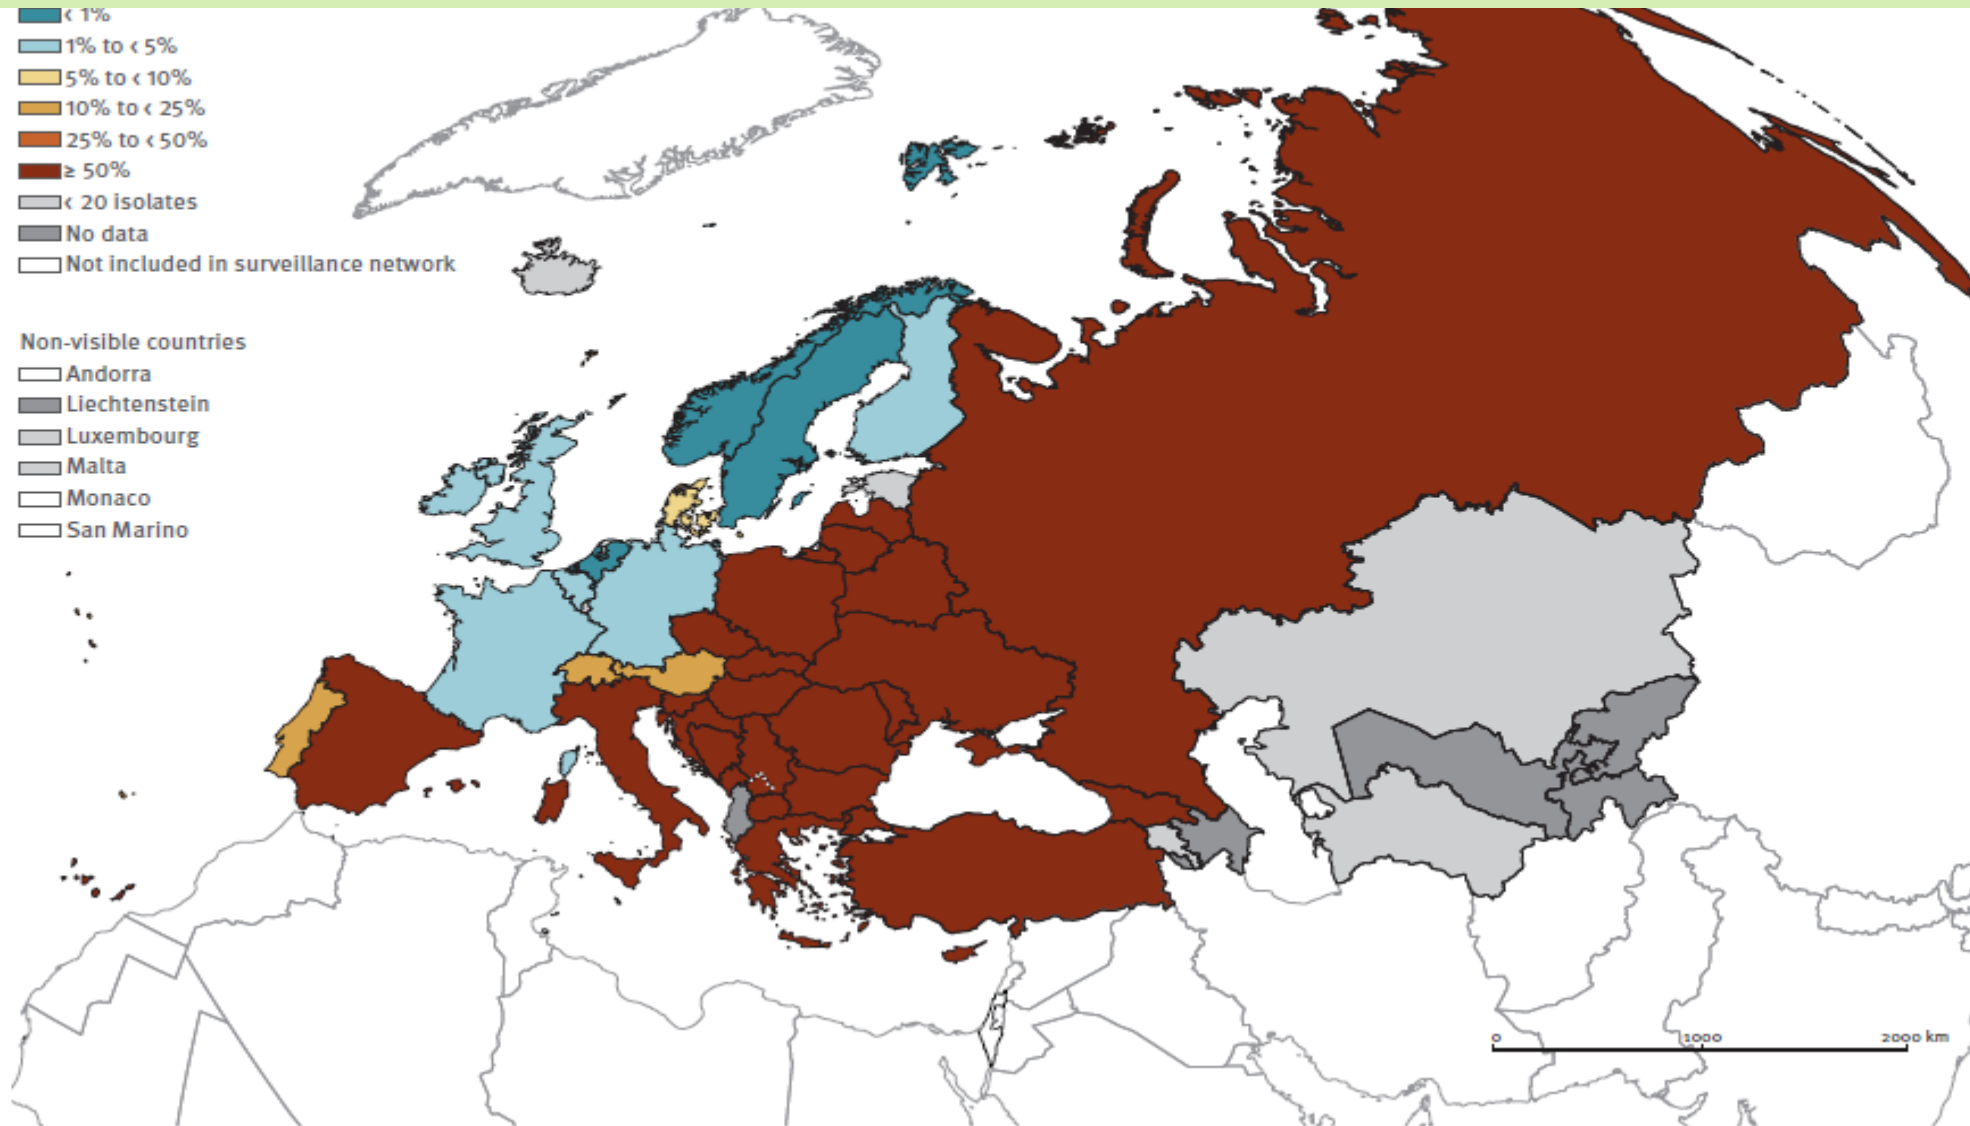 < 1%
1% to < 5%
5% to < 10%
10% to < 25%
25% to < 50%
≥ 50%
< 20 isolates
No data
Not included in surveillance network
Non-visible countries
Andorra
Liechtenstein
Luxembourg
Malta
Monaco
San Marino
0 1000 2000 km